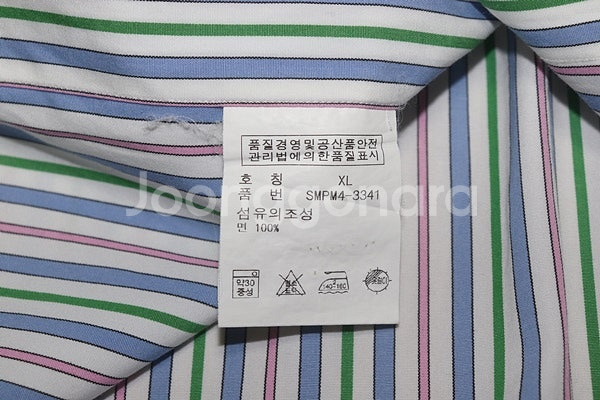 품질경영및공산품안전
관리법에의한품질표시
호 칭 XL
품 번 SMPM4-3341
섬유의조성
면 100%
Joonggonara
약30
중성
140~160